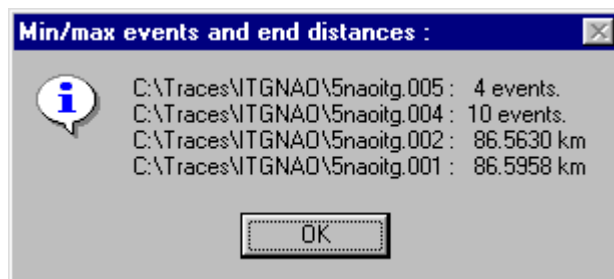 Min/max events and end distances :
C:\Traces\ITGNAO\5naoitg.005 : 4 events.
C:\Traces\ITGNAO\5naoitg.004 : 10 events.
C:\Traces\ITGNAO\5naoitg.002 : 86.5630 km
C:\Traces\ITGNAO\5naoitg.001 : 86.5958 km
OK